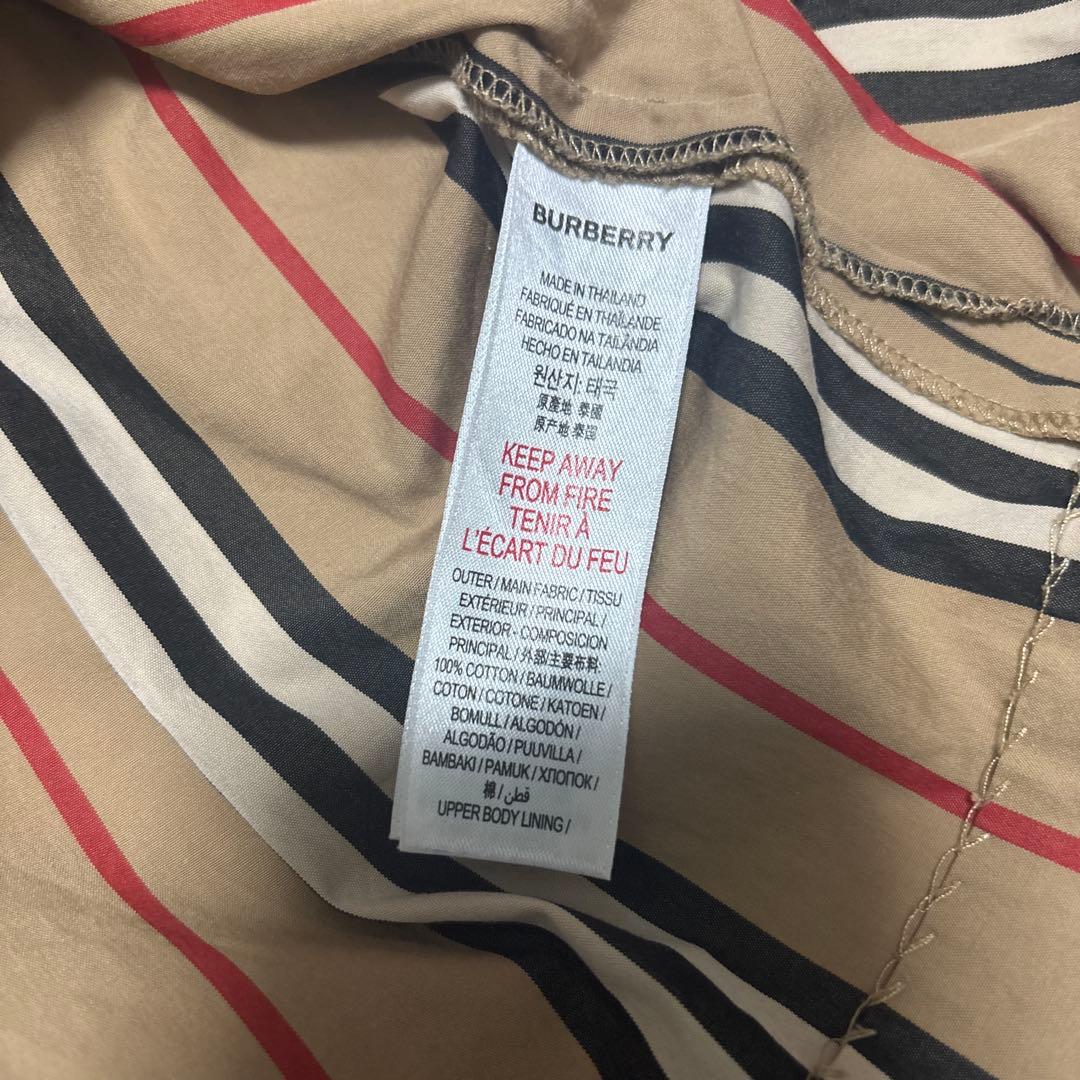 BURBERRY
MADE IN THAILAND
FABRIQUÉ EN THAÏLANDE
FABRICADO NA TAILÂNDIA
HECHO EN TAILANDIA
원산지: 태국
原產地 泰國
原产地 泰国
KEEP AWAY
FROM FIRE
TENIR À
L'ÉCART DU FEU
OUTER / MAIN FABRIC / TISSU
EXTÉRIEUR / PRINCIPAL /
EXTERIOR - COMPOSICION
PRINCIPAL / 外部/主要布料·
100% COTTON / BAUMWOLLE /
COTON / COTONE / KATOEN /
BOMULL / ALGODÓN /
ALGODÃO / PUUVILLA /
BAMBAKI / PAMUK / ХЛОПОК /
棉 / قطن
UPPER BODY LINING /